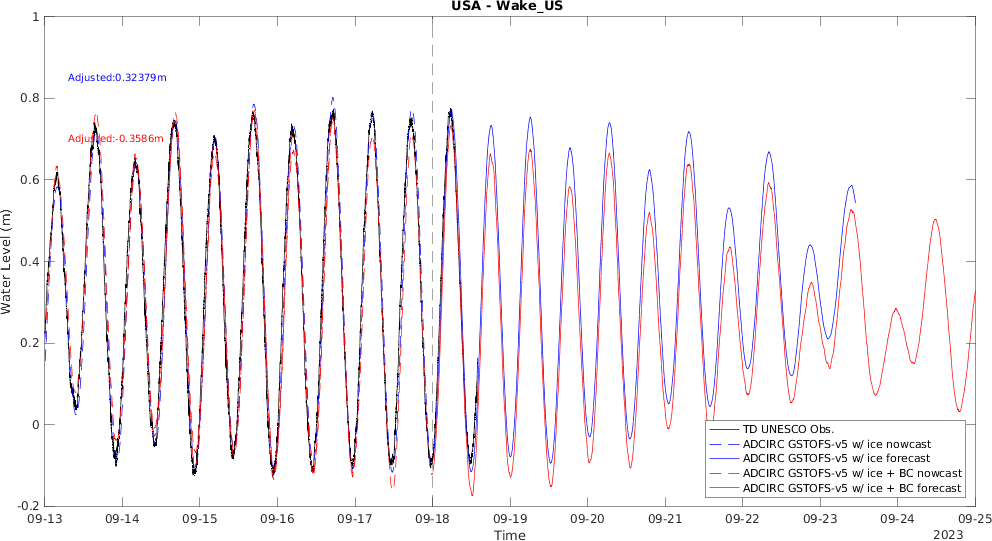 USA - Wake_US
1
0.8
0.6
0.4
0.2
0
-0.2
Water Level (m)
Adjusted:0.32379m
Adjusted:-0.3586m
TD UNESCO Obs.
ADCIRC GSTOFS-v5 w/ ice nowcast
ADCIRC GSTOFS-v5 w/ ice forecast
ADCIRC GSTOFS-v5 w/ ice + BC nowcast
ADCIRC GSTOFS-v5 w/ ice + BC forecast
09-13 09-14 09-15 09-16 09-17 09-18 09-19 09-20 09-21 09-22 09-23 09-24 09-25
Time
2023